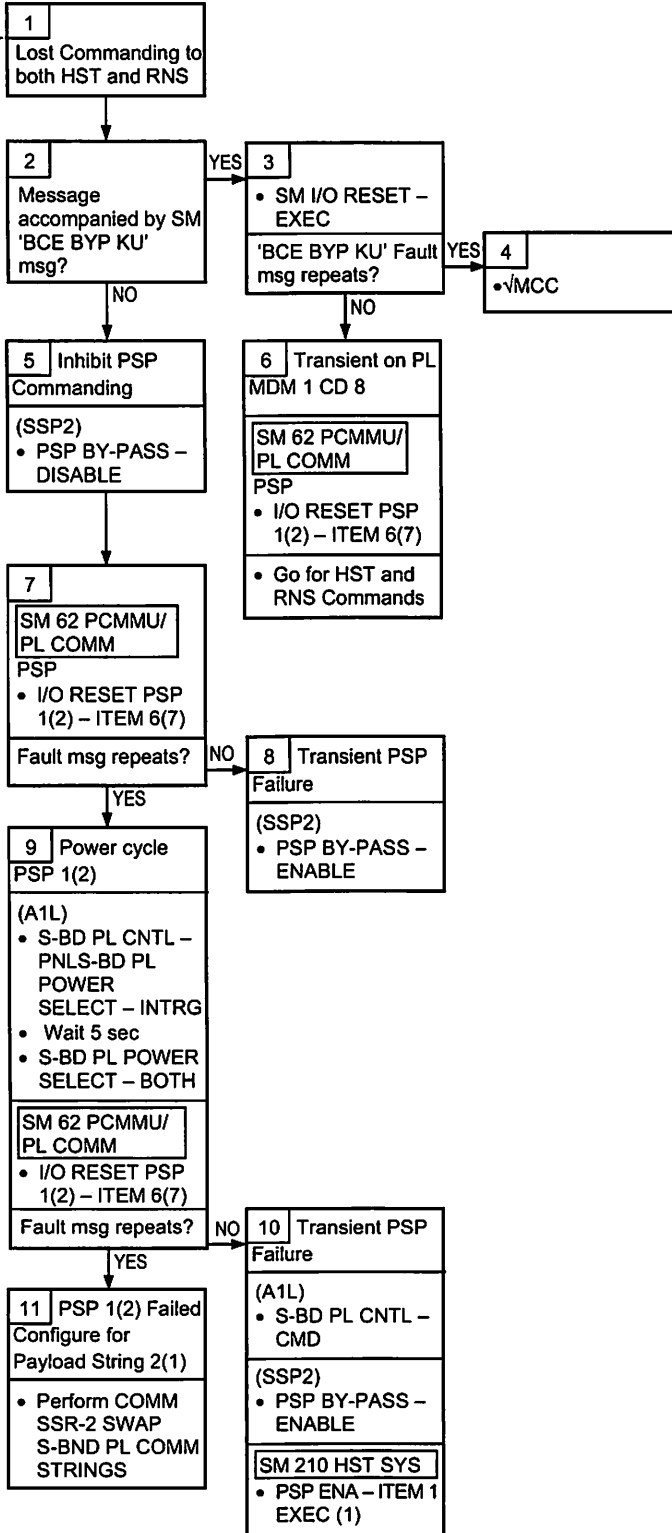 1
Lost Commanding to
both HST and RNS
2
Message
accompanied by SM
'BCE BYP KU'
msg?
YES
NO
3
• SM I/O RESET –
EXEC
'BCE BYP KU' Fault
msg repeats?
YES
NO
4
•√MCC
5 Inhibit PSP
Commanding
(SSP2)
• PSP BY-PASS –
DISABLE
6 Transient on PL
MDM 1 CD 8
SM 62 PCMMU/
PL COMM
PSP
• I/O RESET PSP
1(2) – ITEM 6(7)
• Go for HST and
RNS Commands
7
SM 62 PCMMU/
PL COMM
PSP
• I/O RESET PSP
1(2) – ITEM 6(7)
Fault msg repeats?
NO
YES
8 Transient PSP
Failure
(SSP2)
• PSP BY-PASS –
ENABLE
9 Power cycle
PSP 1(2)
(A1L)
• S-BD PL CNTL –
PNLS-BD PL
POWER
SELECT – INTRG
• Wait 5 sec
• S-BD PL POWER
SELECT – BOTH
SM 62 PCMMU/
PL COMM
• I/O RESET PSP
1(2) – ITEM 6(7)
Fault msg repeats?
NO
YES
10 Transient PSP
Failure
(A1L)
• S-BD PL CNTL –
CMD
(SSP2)
• PSP BY-PASS –
ENABLE
SM 210 HST SYS
• PSP ENA – ITEM 1
EXEC (1)
11 PSP 1(2) Failed
Configure for
Payload String 2(1)
• Perform COMM
SSR-2 SWAP
S-BND PL COMM
STRINGS